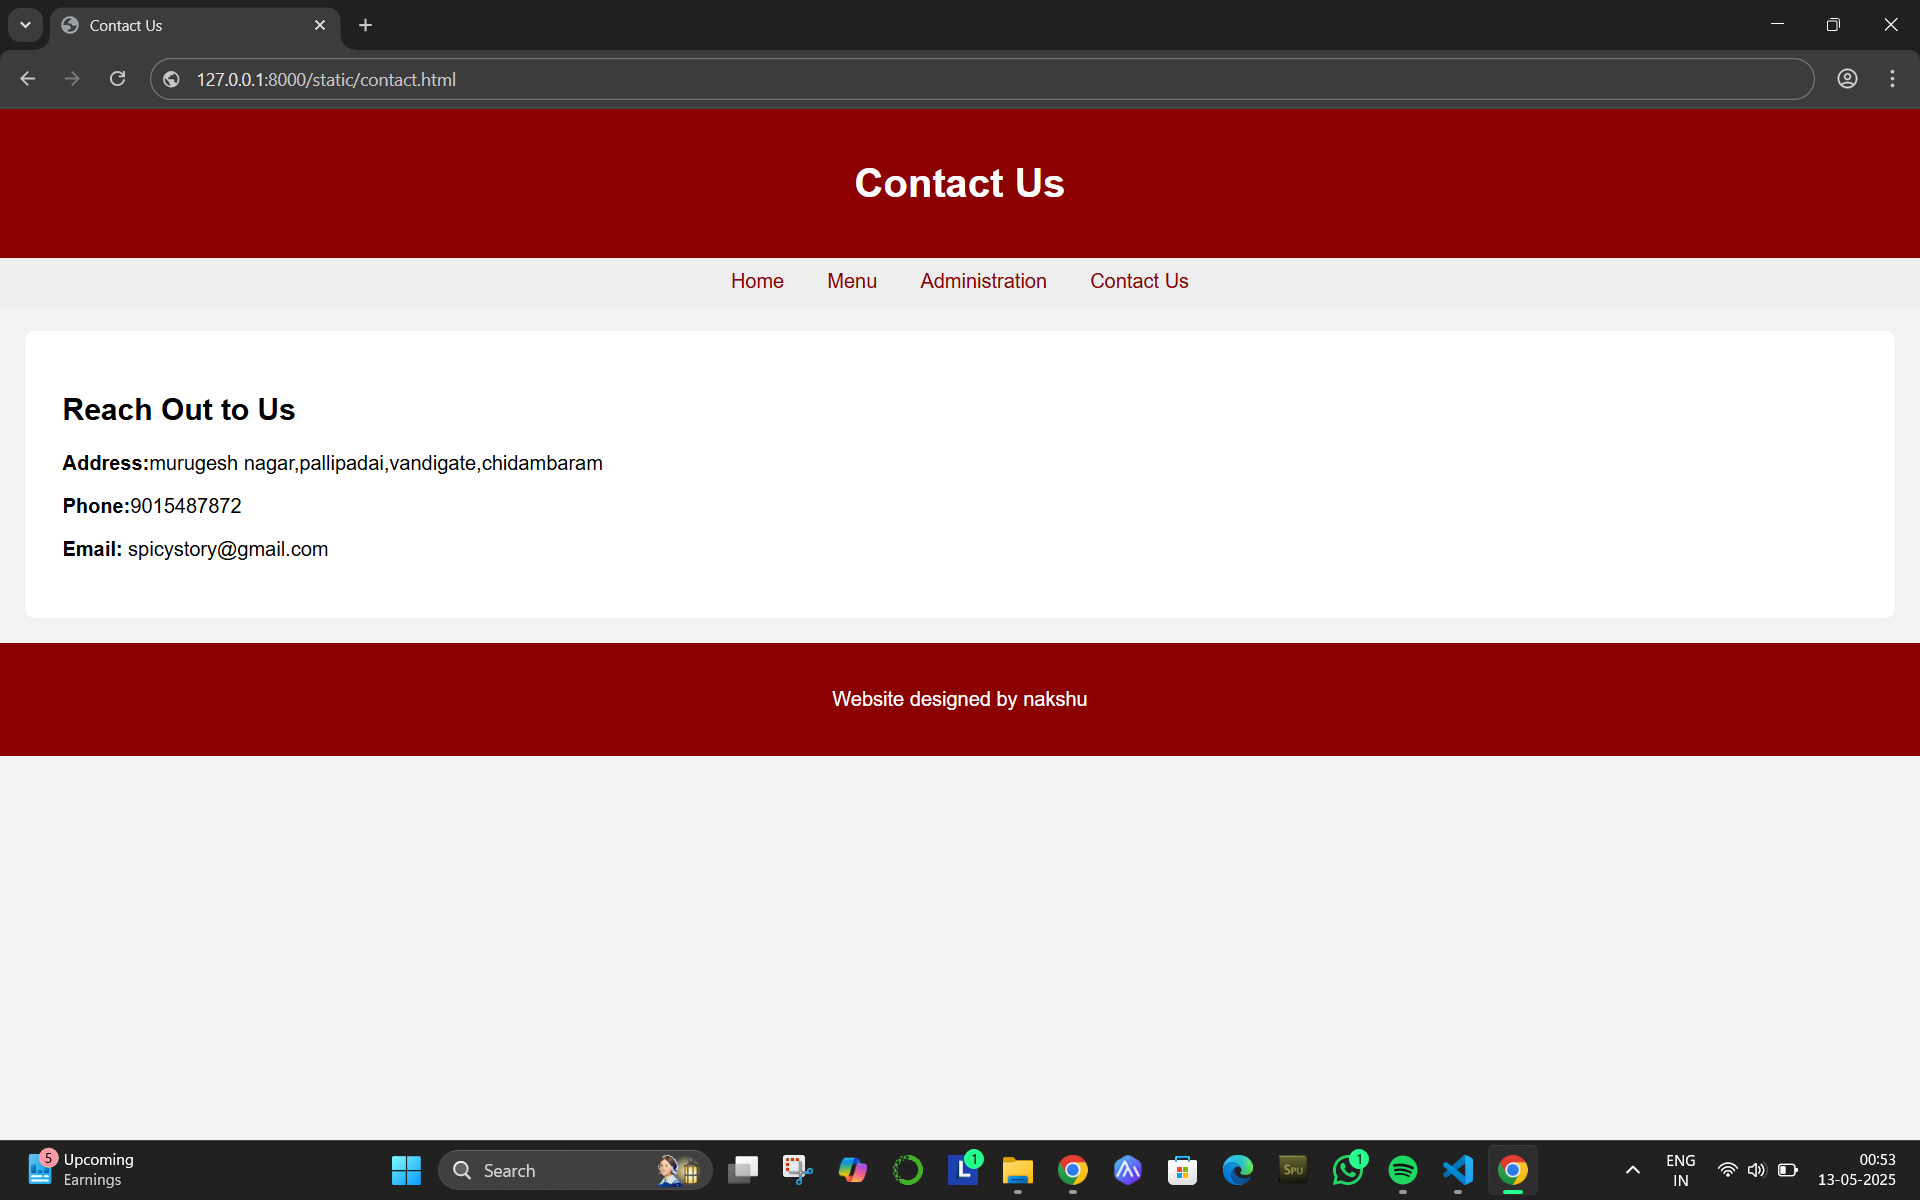 Contact Us
127.0.0.1:8000/static/contact.html
Contact Us
Home Menu Administration Contact Us
Reach Out to Us
Address:murugesh nagar,pallipadai,vandigate,chidambaram
Phone:9015487872
Email: spicystory@gmail.com
Website designed by nakshu
5
Upcoming
Earnings
Search
L
1
SPU
1
ENG
IN
00:53
13-05-2025